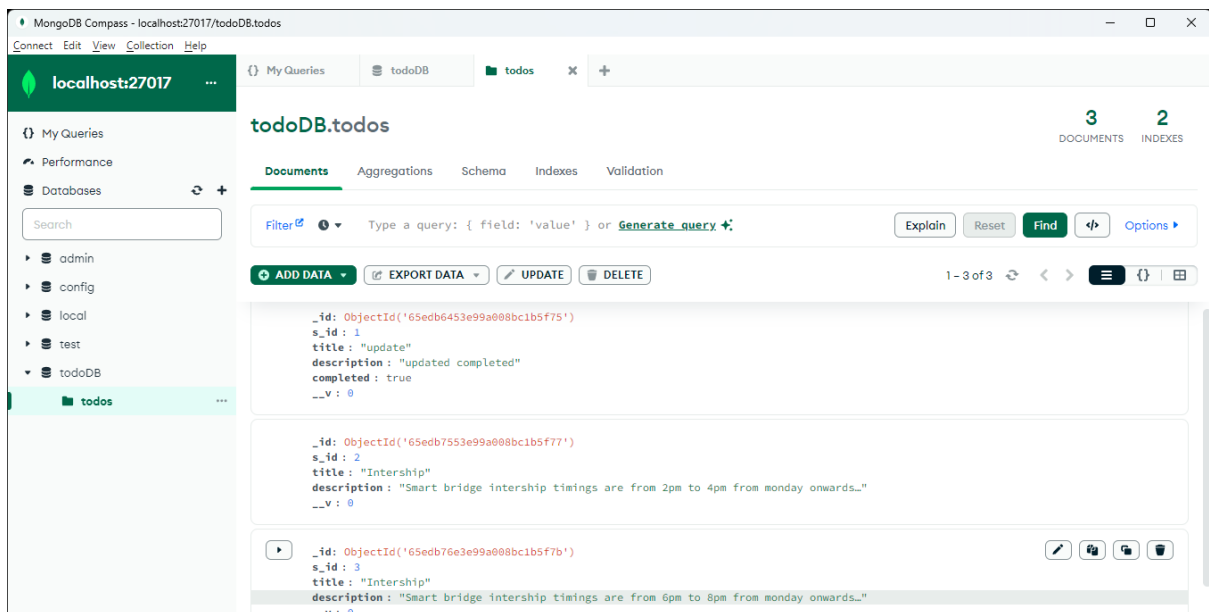 MongoDB Compass - localhost:27017/todoDB.todos
Connect Edit View Collection Help
localhost:27017 ...
{} My Queries
Performance
Databases
Search
admin
config
local
test
todoDB
todos ...
{} My Queries
todoDB
todos
todoDB.todos
3 DOCUMENTS
2 INDEXES
Documents Aggregations Schema Indexes Validation
Filter Type a query: { field: 'value' } or Generate query Explain Reset Find </> Options
ADD DATA EXPORT DATA UPDATE DELETE 1 – 3 of 3 {}
_id: ObjectId('65edb6453e99a008bc1b5f75')
s_id : 1
title : "update"
description : "updated completed"
completed : true
__v : 0
_id: ObjectId('65edb7553e99a008bc1b5f77')
s_id : 2
title : "Intership"
description : "Smart bridge intership timings are from 2pm to 4pm from monday onwards…"
__v : 0
_id: ObjectId('65edb76e3e99a008bc1b5f7b')
s_id : 3
title : "Intership"
description : "Smart bridge intership timings are from 6pm to 8pm from monday onwards…"